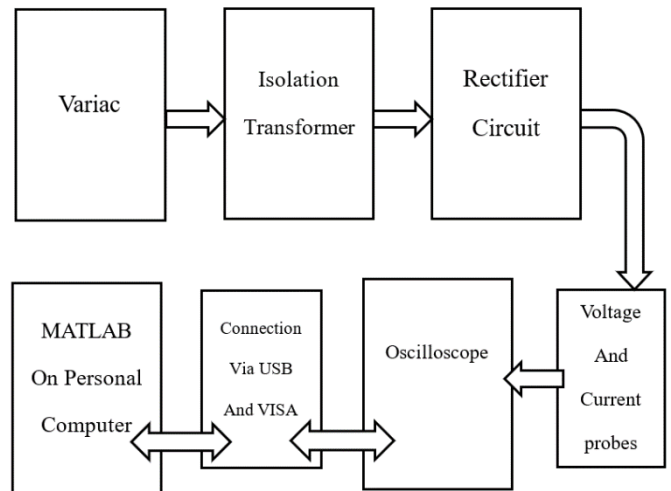 Variac
Isolation
Transformer
Rectifier
Circuit
MATLAB
On Personal
Computer
Connection
Via USB
And VISA
Oscilloscope
Voltage
And
Current
probes